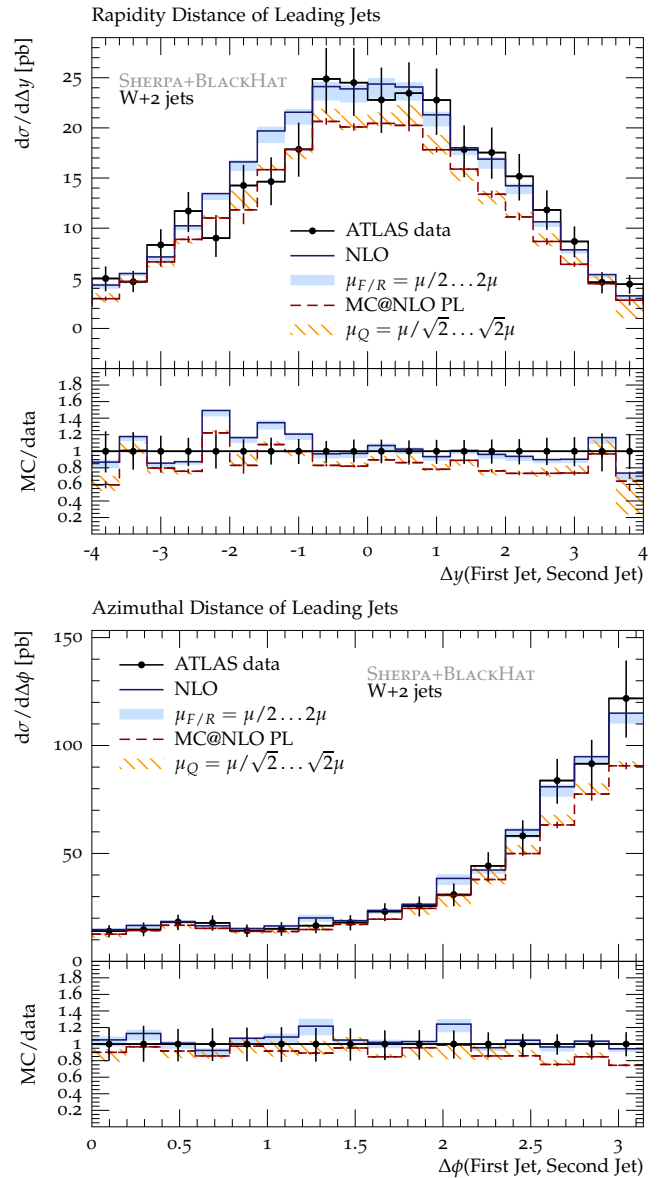 Rapidity Distance of Leading Jets
dσ/dΔy [pb]
25
20
15
10
5
0
SHERPA+BLACKHAT
W+2 jets
ATLAS data
NLO
μF/R = μ/2 . . . 2μ
MC@NLO PL
μQ = μ/√2 . . . √2μ
MC/data
1.8
1.6
1.4
1.2
1
0.8
0.6
0.4
0.2
-4 -3 -2 -1 0 1 2 3 4
Δy(First Jet, Second Jet)
Azimuthal Distance of Leading Jets
dσ/dΔϕ [pb]
150
100
50
0
ATLAS data
NLO
μF/R = μ/2 . . . 2μ
MC@NLO PL
μQ = μ/√2 . . . √2μ
SHERPA+BLACKHAT
W+2 jets
MC/data
1.8
1.6
1.4
1.2
1
0.8
0.6
0.4
0.2
0 0.5 1 1.5 2 2.5 3
Δϕ(First Jet, Second Jet)